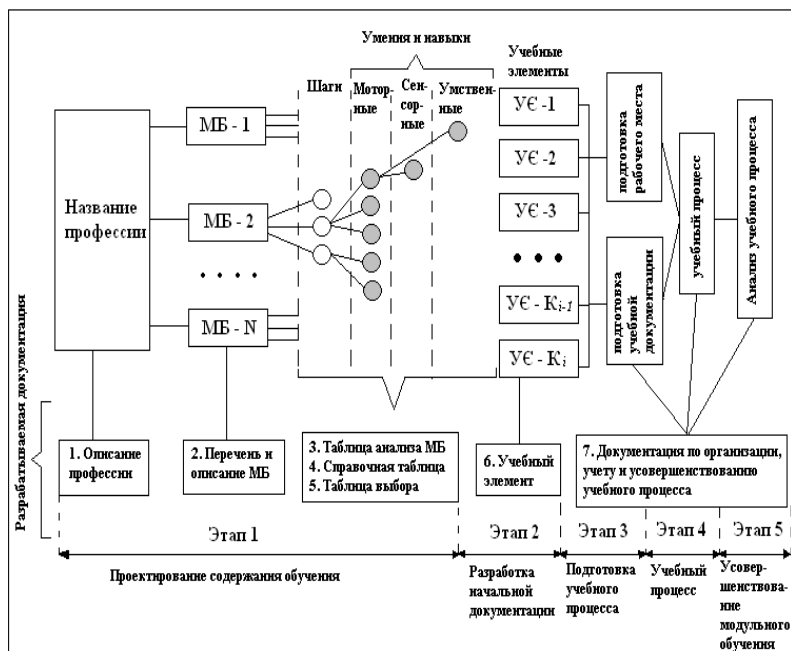 Умения и навыки
Учебные
элементы
Шаги
Мотор-
ные
Сен-
сор-
ные
Умственные
Название
профессии
МБ - 1
МБ - 2
. . . .
МБ - N
УЄ -1
УЄ -2
УЄ -3
• • •
УЄ - Кi-1
УЄ - Кi
подготовка
рабочего места
подготовка
учебной
документации
учебный процесс
Анализ учебного процесса
Разрабатываемая документация
1. Описание
профессии
2. Перечень и
описание МБ
3. Таблица анализа МБ
4. Справочная таблица
5. Таблица выбора
6. Учебный
элемент
7. Документация по организации,
учету и усовершенствованию
учебного процесса
Этап 1
Этап 2
Этап 3
Этап 4
Этап 5
Проектирование содержания обучения
Разработка
начальной
документации
Подготовка
учебного
процесса
Учебный
процесс
Усовер-
шенствова-
ние
модульного
обучения